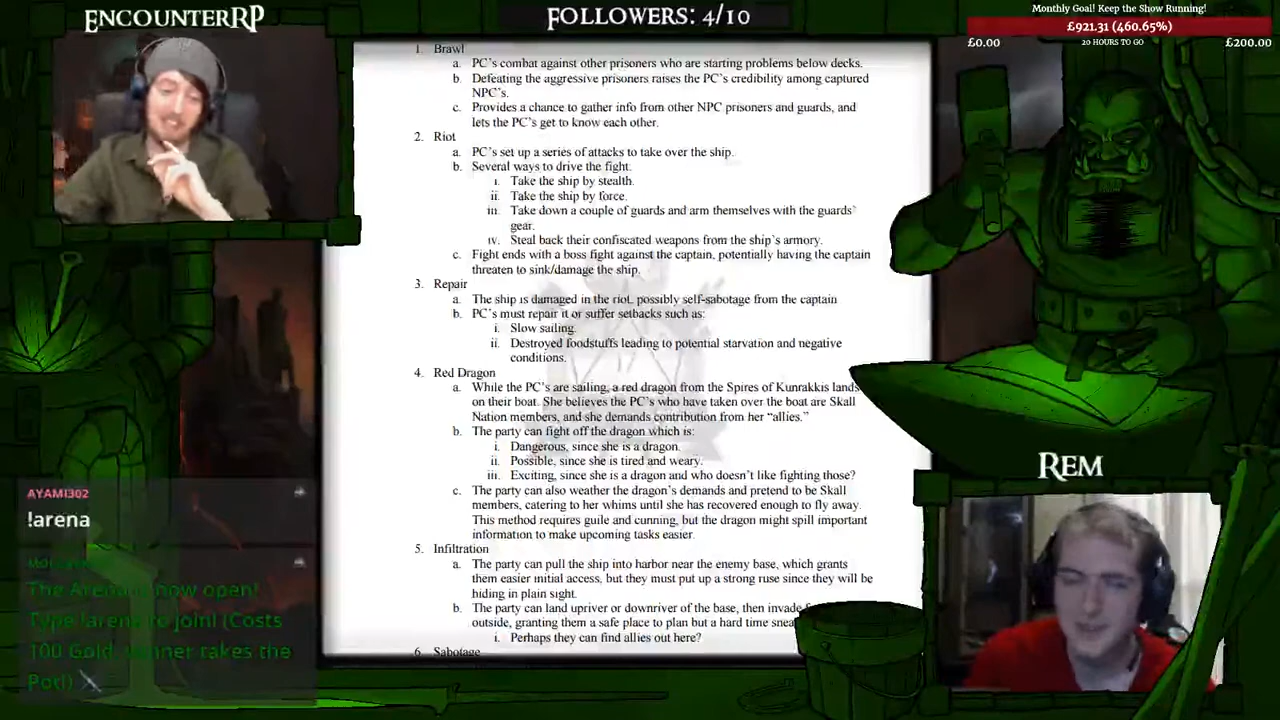 ENCOUNTERRP
FOLLOWERS: 4/10
Monthly Goal! Keep the Show Running!
£921.31 (460.65%)
£0.00
20 HOURS TO GO
£200.00
1. Brawl
a. PC's combat against other prisoners who are starting problems below decks.
b. Defeating the aggressive prisoners raises the PC's credibility among captured
NPC's.
c. Provides a chance to gather info from other NPC prisoners and guards, and
lets the PC's get to know each other.
2. Riot
a. PC's set up a series of attacks to take over the ship.
b. Several ways to drive the fight.
i. Take the ship by stealth.
ii. Take the ship by force.
iii. Take down a couple of guards and arm themselves with the guards'
gear.
iv. Steal back their confiscated weapons from the ship's armory.
c. Fight ends with a boss fight against the captain, potentially having the captain
threaten to sink/damage the ship.
3. Repair
a. The ship is damaged in the riot, possibly self-sabotage from the captain
b. PC's must repair it or suffer setbacks such as:
i. Slow sailing.
ii. Destroyed foodstuffs leading to potential starvation and negative
conditions.
4. Red Dragon
a. While the PC's are sailing, a red dragon from the Spires of Kunrakkis lands
on their boat. She believes the PC's who have taken over the boat are Skall
Nation members, and she demands contribution from her "allies."
b. The party can fight off the dragon which is:
i. Dangerous, since she is a dragon.
ii. Possible, since she is tired and weary.
iii. Exciting, since she is a dragon and who doesn't like fighting those?
c. The party can also weather the dragon's demands and pretend to be Skall
members, catering to her whims until she has recovered enough to fly away.
This method requires guile and cunning, but the dragon might spill important
information to make upcoming tasks easier.
5. Infiltration
a. The party can pull the ship into harbor near the enemy base, which grants
them easier initial access, but they must put up a strong ruse since they will be
hiding in plain sight.
b. The party can land upriver or downriver of the base, then invade
outside, granting them a safe place to plan but a hard time
i. Perhaps they can find allies out here?
6. Sabotage
REM
AYAMI302
!arena
The Arena is now open!
Type !arena to join! (Costs
100 Gold, winner takes the
Pot!)